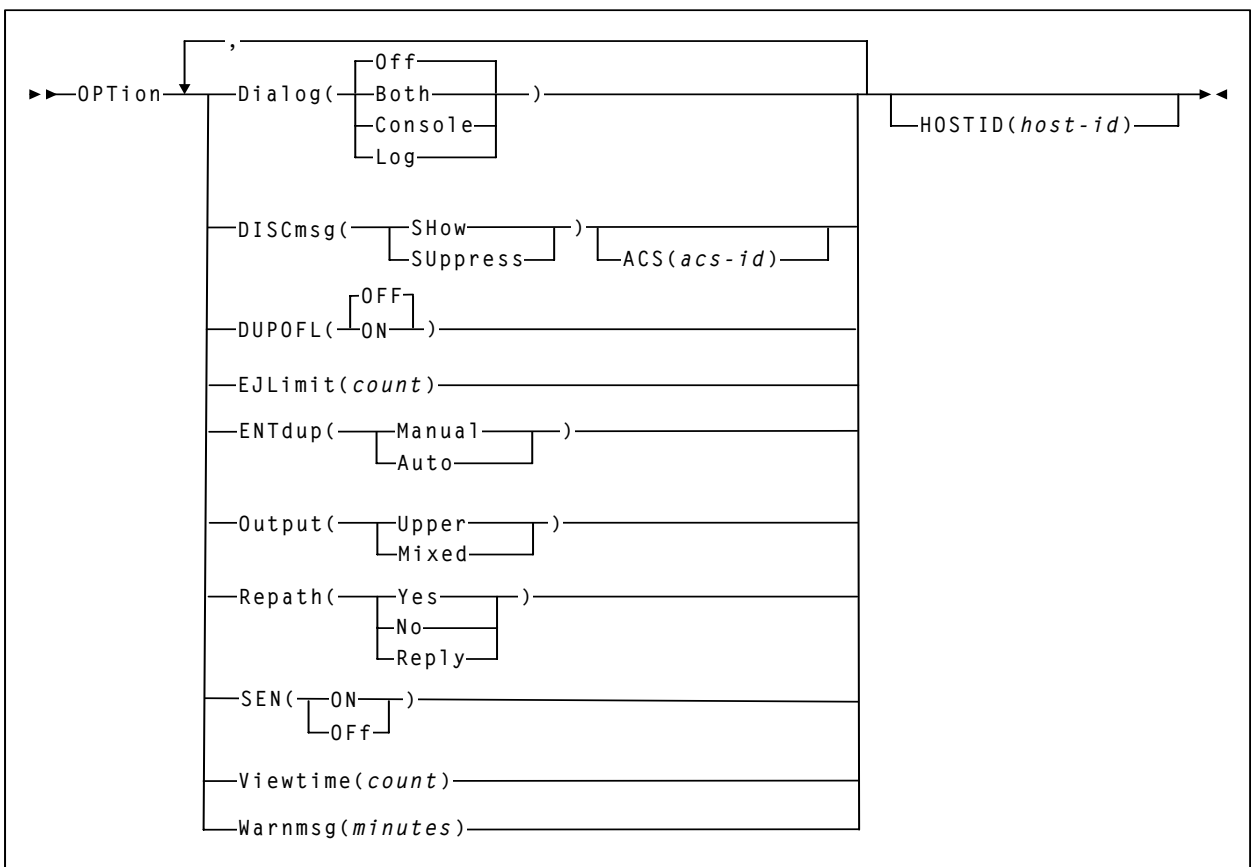 ,
Off
OPTion Dialog( Both )
Console
HOSTID(host-id)
Log
DISCmsg( SHow )
SUppress
ACS(acs-id)
OFF
DUPOFL( ON )
EJLimit(count)
ENTdup( Manual )
Auto
Output( Upper )
Mixed
Repath( Yes )
No
Reply
SEN( ON )
OFf
Viewtime(count)
Warnmsg(minutes)